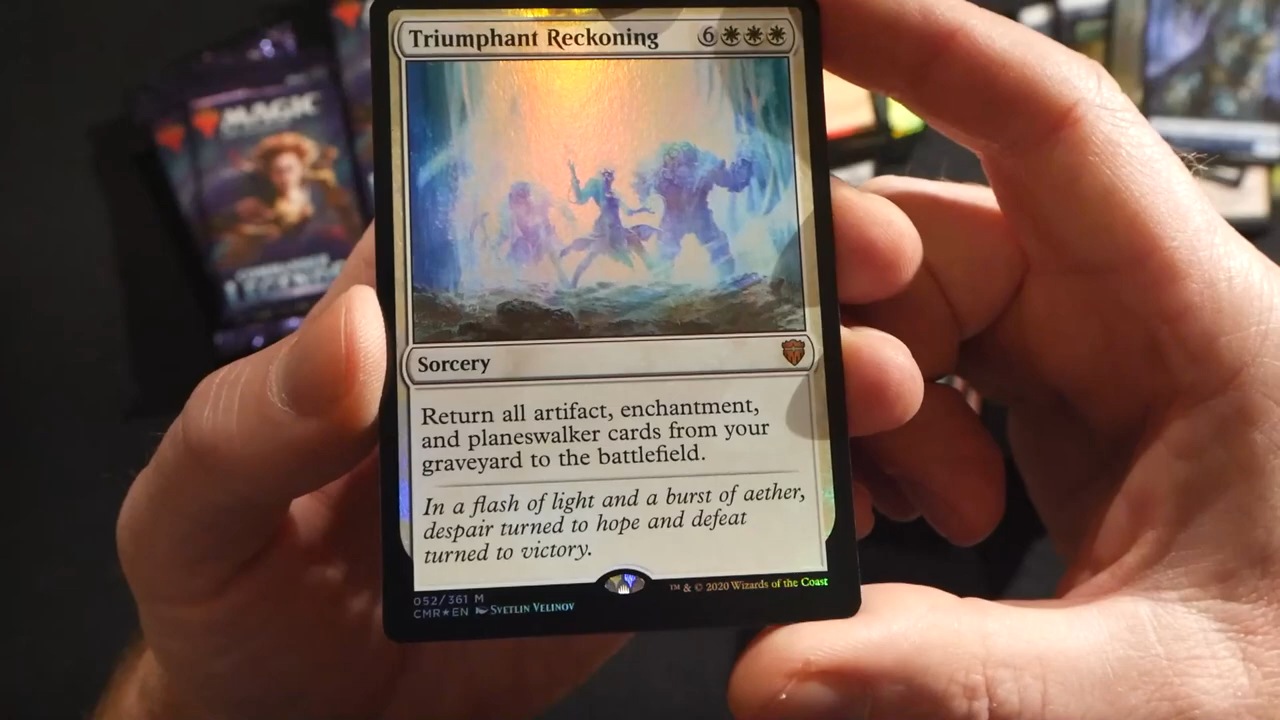 Triumphant Reckoning 6
MAGIC
Sorcery
Return all artifact, enchantment,
and planeswalker cards from your
graveyard to the battlefield.
In a flash of light and a burst of aether,
despair turned to hope and defeat
turned to victory.
052/361 M
CMR★EN SVETLIN VELINOV
™ & © 2020 Wizards of the Coast